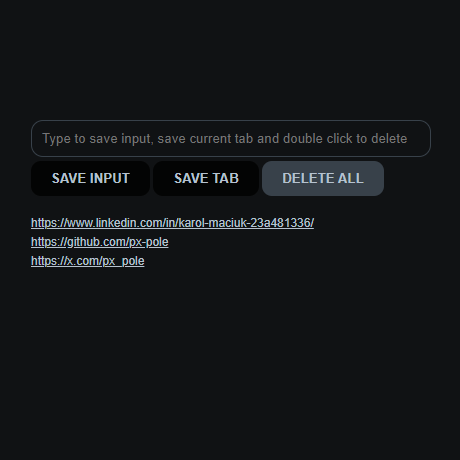 Type to save input, save current tab and double click to delete
SAVE INPUT SAVE TAB DELETE ALL
https://www.linkedin.com/in/karol-maciuk-23a481336/
https://github.com/px-pole
https://x.com/px_pole